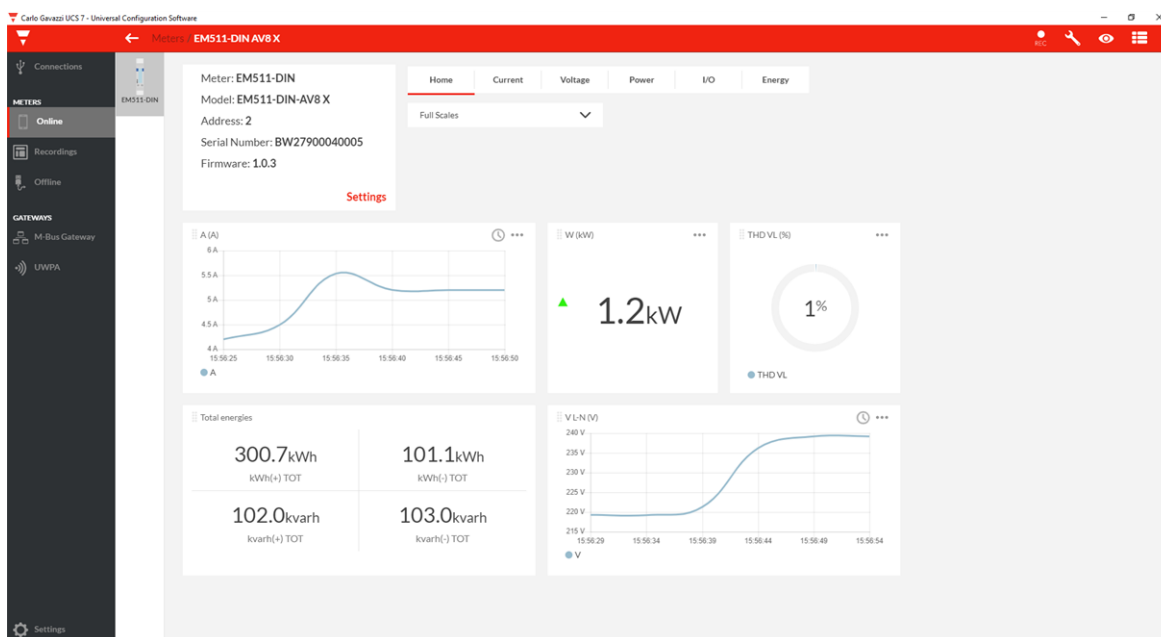 Carlo Gavazzi UCS 7 - Universal Configuration Software
Meters / EM511-DIN AV8 X
REC
Connections
METERS
Online
Recordings
Offline
GATEWAYS
M-Bus Gateway
UWPA
Settings
EM511-DIN
Meter: EM511-DIN
Model: EM511-DIN-AV8 X
Address: 2
Serial Number: BW27900040005
Firmware: 1.0.3
Settings
Home Current Voltage Power I/O Energy
Full Scales
A (A)
6 A
5.5 A
5 A
4.5 A
4 A
15:56:25 15:56:30 15:56:35 15:56:40 15:56:45 15:56:50
A
W (kW)
1.2kW
THD VL (%)
1%
THD VL
Total energies
300.7kWh
kWh(+) TOT
101.1kWh
kWh(-) TOT
102.0kvarh
kvarh(+) TOT
103.0kvarh
kvarh(-) TOT
V L-N (V)
240 V
235 V
230 V
225 V
220 V
215 V
15:56:29 15:56:34 15:56:39 15:56:44 15:56:49 15:56:54
V